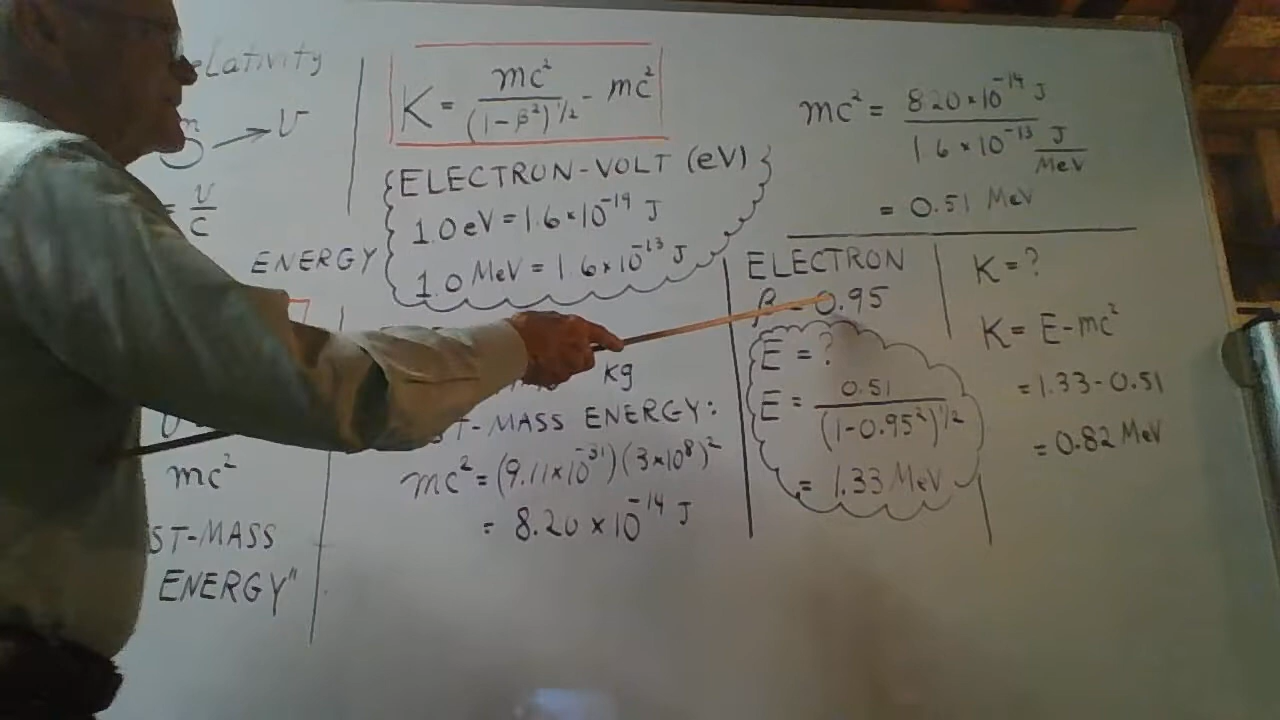 elativity
m → v
= v/c
K = mc²/(1-β²)^1/2 - mc²
ELECTRON-VOLT (eV)
1.0 eV = 1.6×10⁻¹⁹ J
1.0 MeV = 1.6×10⁻¹³ J
ENERGY
kg
ST-MASS ENERGY:
mc² = (9.11×10⁻³¹)(3×10⁸)²
= 8.20×10⁻¹⁴ J
mc²
ST-MASS
ENERGY"
mc² = 8.20×10⁻¹⁴ J / 1.6×10⁻¹³ J/MeV
= 0.51 MeV
ELECTRON
β = 0.95
E = ?
E = 0.51/(1-0.95²)^1/2
= 1.33 MeV
K = ?
K = E-mc²
= 1.33-0.51
= 0.82 MeV